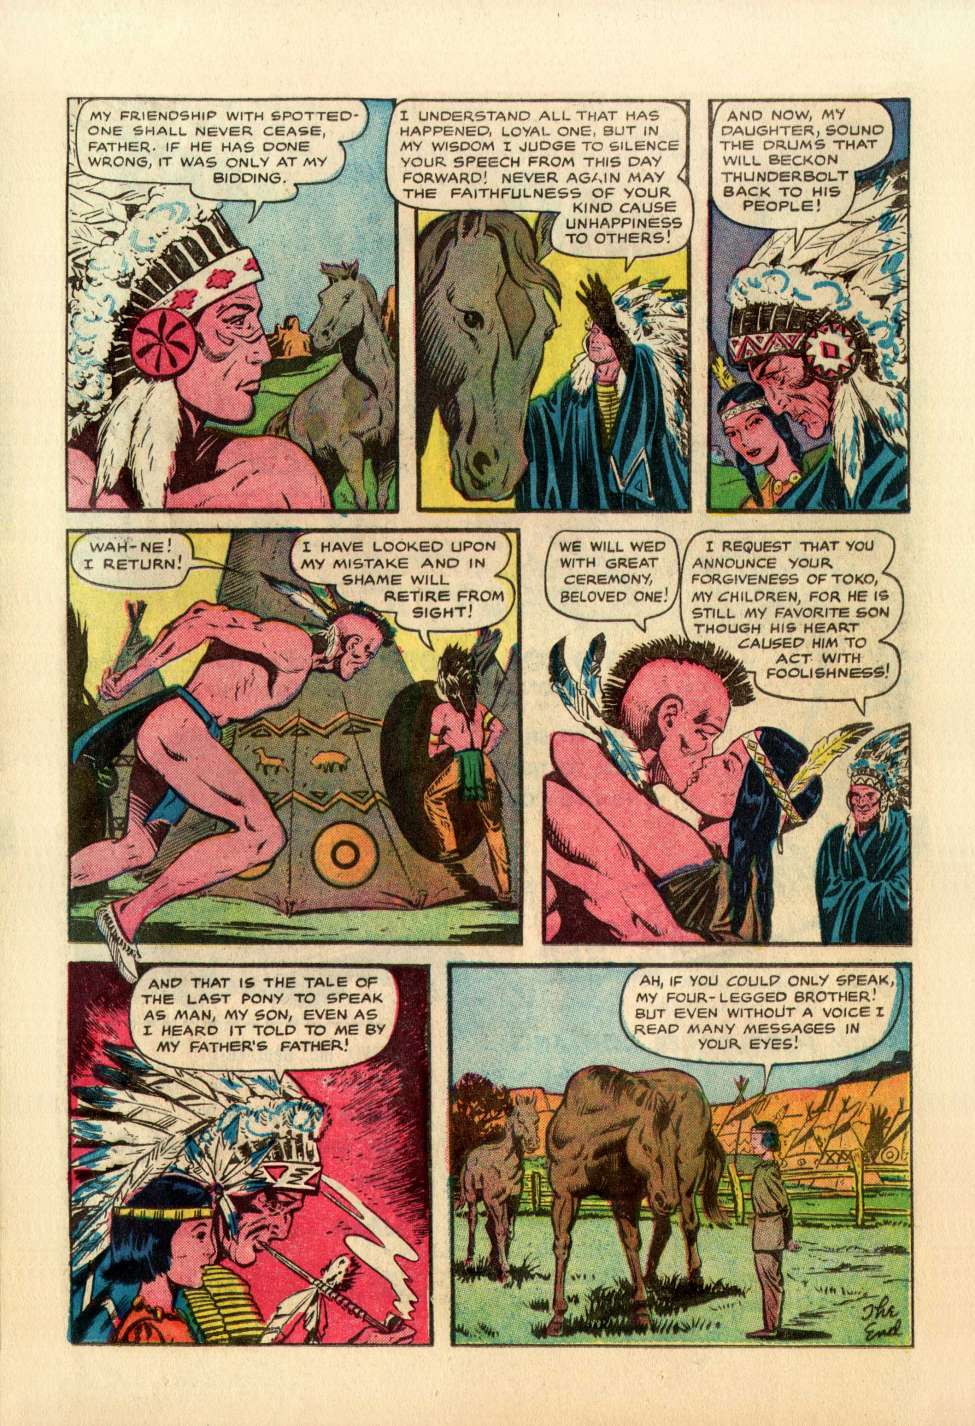 MY FRIENDSHIP WITH SPOTTED-
ONE SHALL NEVER CEASE,
FATHER. IF HE HAS DONE
WRONG, IT WAS ONLY AT MY
BIDDING.
I UNDERSTAND ALL THAT HAS
HAPPENED, LOYAL ONE, BUT IN
MY WISDOM I JUDGE TO SILENCE
YOUR SPEECH FROM THIS DAY
FORWARD! NEVER AGAIN MAY
THE FAITHFULNESS OF YOUR
KIND CAUSE
UNHAPPINESS
TO OTHERS!
AND NOW, MY
DAUGHTER, SOUND
THE DRUMS THAT
WILL BECKON
THUNDERBOLT
BACK TO HIS
PEOPLE!
WAH-NE!
I RETURN!
I HAVE LOOKED UPON
MY MISTAKE AND IN
SHAME WILL
RETIRE FROM
SIGHT!
WE WILL WED
WITH GREAT
CEREMONY,
BELOVED ONE!
I REQUEST THAT YOU
ANNOUNCE YOUR
FORGIVENESS OF TOKO,
MY CHILDREN, FOR HE IS
STILL MY FAVORITE SON
THOUGH HIS HEART
CAUSED HIM TO
ACT WITH
FOOLISHNESS!
AND THAT IS THE TALE OF
THE LAST PONY TO SPEAK
AS MAN, MY SON, EVEN AS
I HEARD IT TOLD TO ME BY
MY FATHER'S FATHER!
AH, IF YOU COULD ONLY SPEAK,
MY FOUR-LEGGED BROTHER!
BUT EVEN WITHOUT A VOICE I
READ MANY MESSAGES IN
YOUR EYES!
The
End